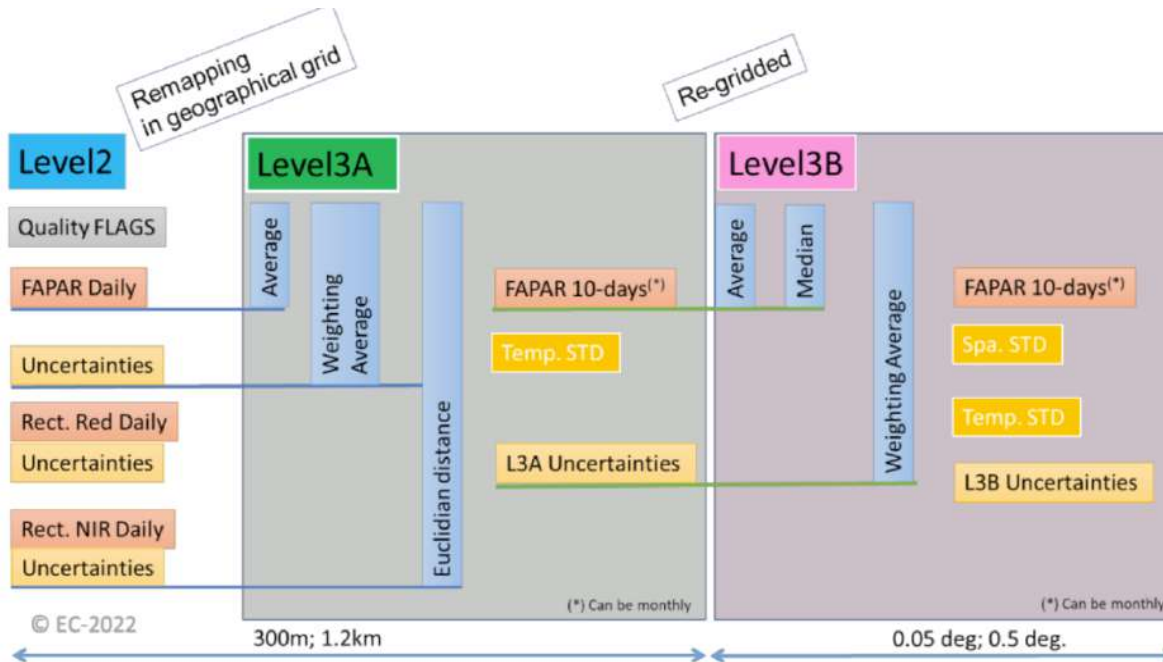 Remapping
in geographical grid
Re-gridded
Level2
Level3A
Level3B
Quality FLAGS
FAPAR Daily
Uncertainties
Rect. Red Daily
Uncertainties
Rect. NIR Daily
Uncertainties
Average
Weighting
Average
Euclidian distance
FAPAR 10-days(*)
Temp. STD
L3A Uncertainties
(*) Can be monthly
Average
Median
Weighting Average
FAPAR 10-days(*)
Spa. STD
Temp. STD
L3B Uncertainties
(*) Can be monthly
© EC-2022
300m; 1.2km
0.05 deg; 0.5 deg.